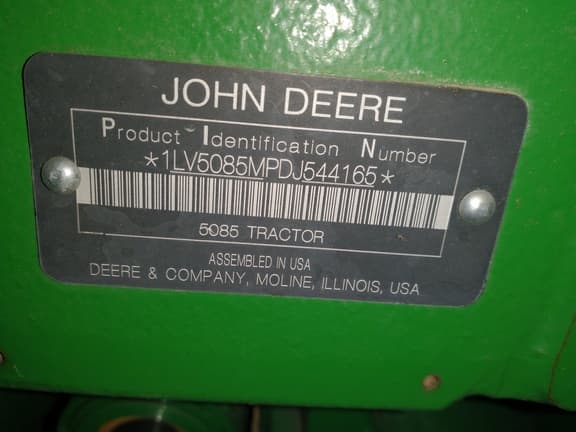 JOHN DEERE
Product Identification Number
*1LV5085MPDJ544165*
5085 TRACTOR
ASSEMBLED IN USA
DEERE & COMPANY, MOLINE, ILLINOIS, USA